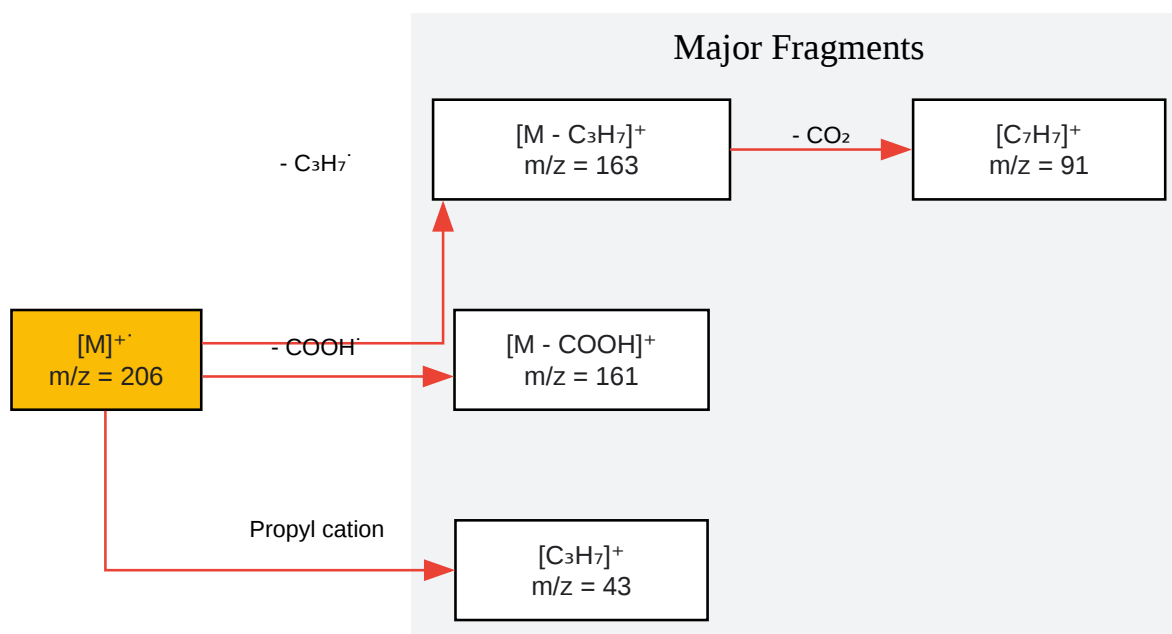 Major Fragments
[M - C₃H₇]⁺
m/z = 163
- CO₂
[C₇H₇]⁺
m/z = 91
- C₃H₇˙
[M]⁺˙
m/z = 206
- COOH˙
[M - COOH]⁺
m/z = 161
Propyl cation
[C₃H₇]⁺
m/z = 43